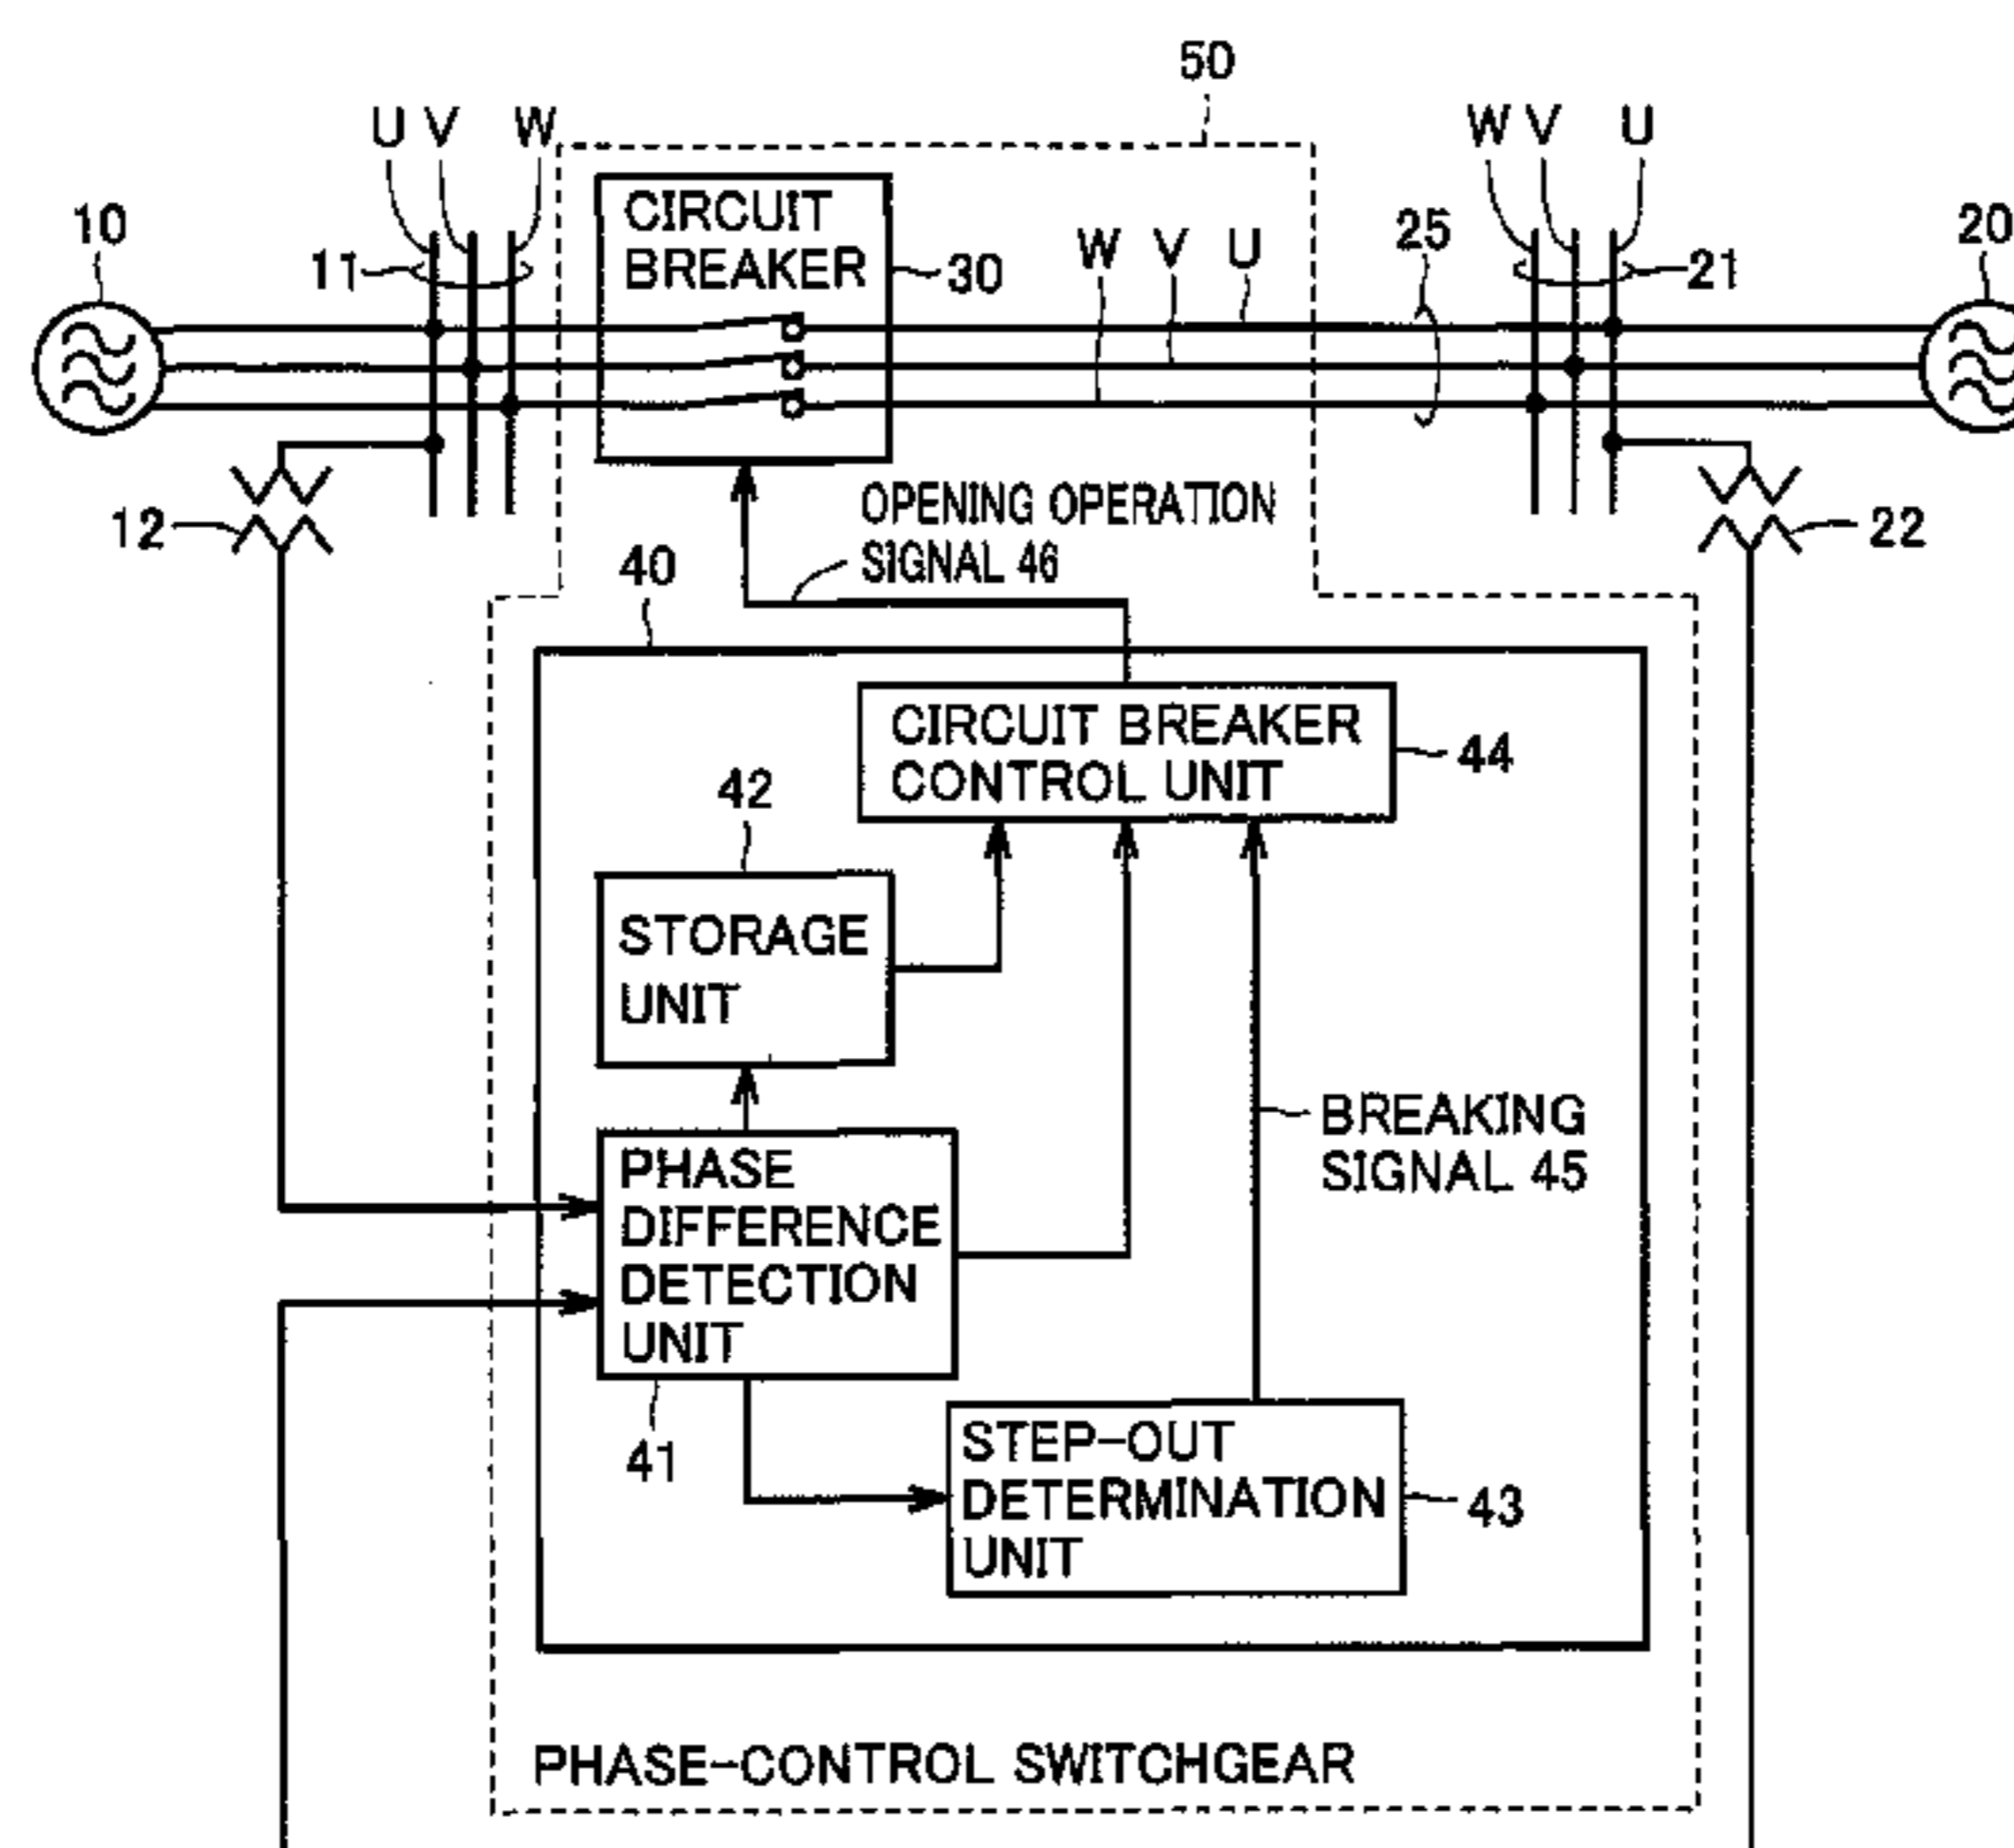 50
U V W
W V U
10
11
CIRCUIT
BREAKER
30
W V U
25
21
20
12
OPENING OPERATION
SIGNAL 46
22
40
CIRCUIT BREAKER
CONTROL UNIT
44
42
STORAGE
UNIT
BREAKING
SIGNAL 45
PHASE
DIFFERENCE
DETECTION
UNIT
41
STEP-OUT
DETERMINATION
UNIT
43
PHASE-CONTROL SWITCHGEAR